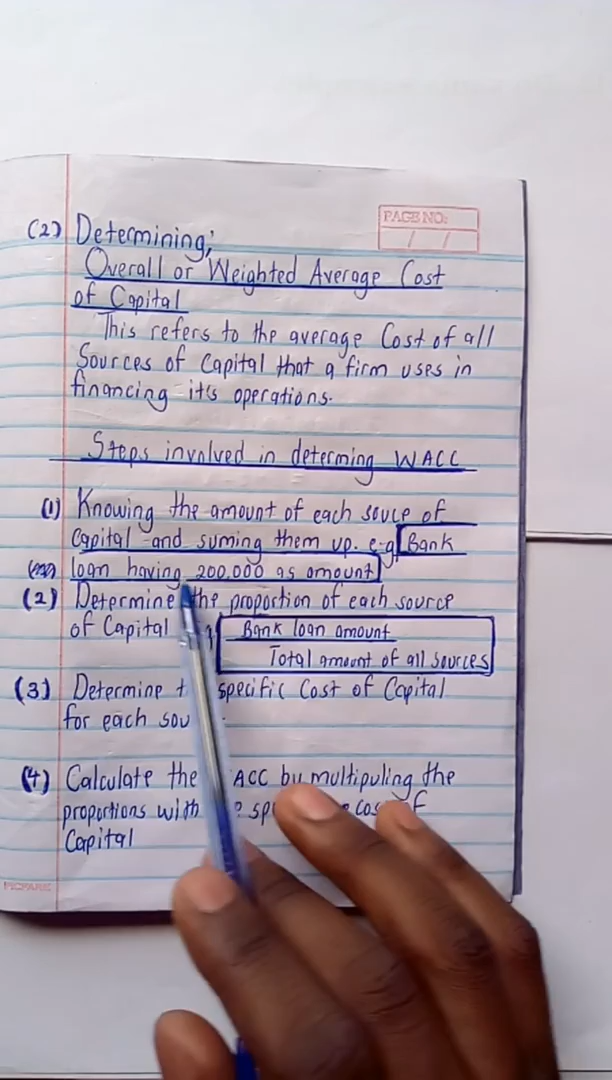 PAGE NO:
(2) Determining;
Overall or Weighted Average Cost
of Capital
This refers to the average Cost of all
Sources of Capital that a firm uses in
financing it's operations.
Steps involved in determing WACC
(1) Knowing the amount of each souce of
Capital and suming them up. e.g Bank
loan having 200,000 as amount
(2) Determine the proportion of each source
of Capital Bank loan amount
Total amount of all sources
(3) Determine specific Cost of Capital
for each
(4) Calculate the by multipuling the
proportions with
Capital